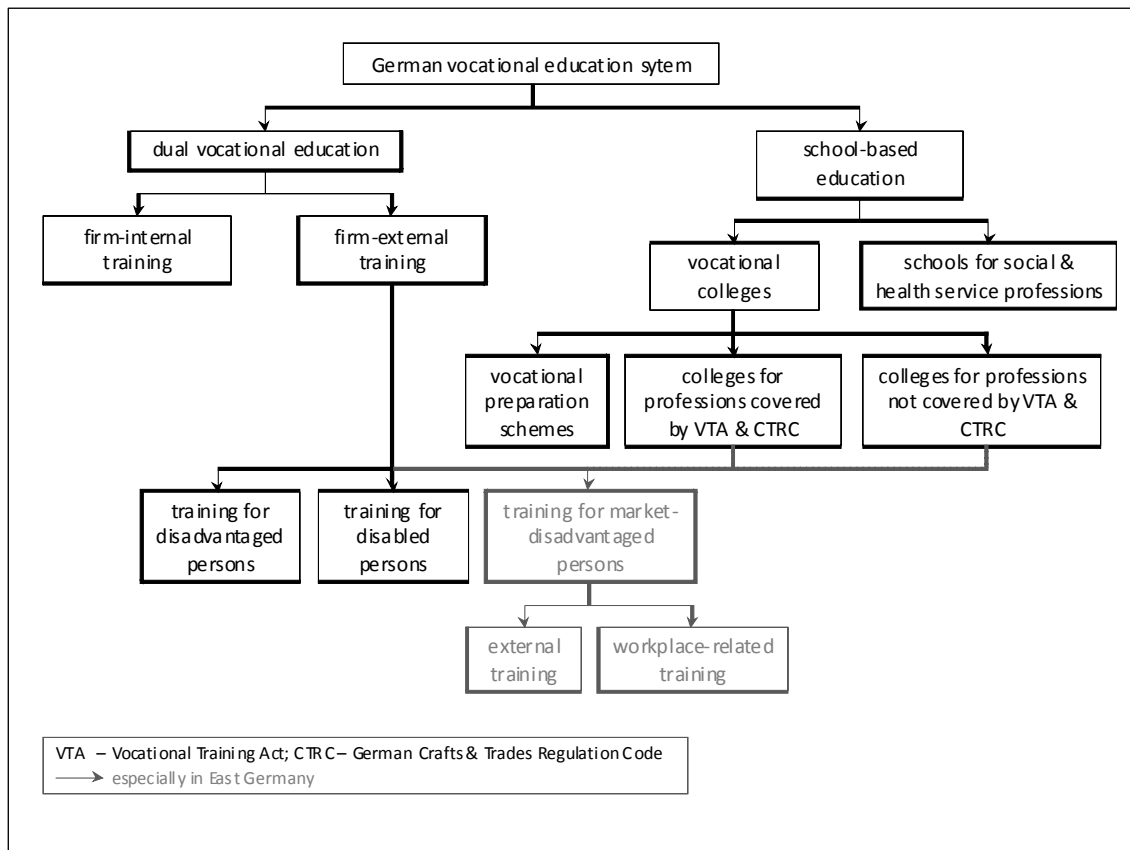 German vocational education sytem
dual vocational education
school-based
education
firm-internal
training
firm-external
training
vocational
colleges
schools for social &
health service professions
vocational
preparation
schemes
colleges for
professions covered
by VTA & CTRC
colleges for professions
not covered by VTA &
CTRC
training for
disadvantaged
persons
training for
disabled
persons
training for market-
disadvantaged
persons
external
training
workplace-related
training
VTA – Vocational Training Act; CTRC – German Crafts & Trades Regulation Code
especially in East Germany